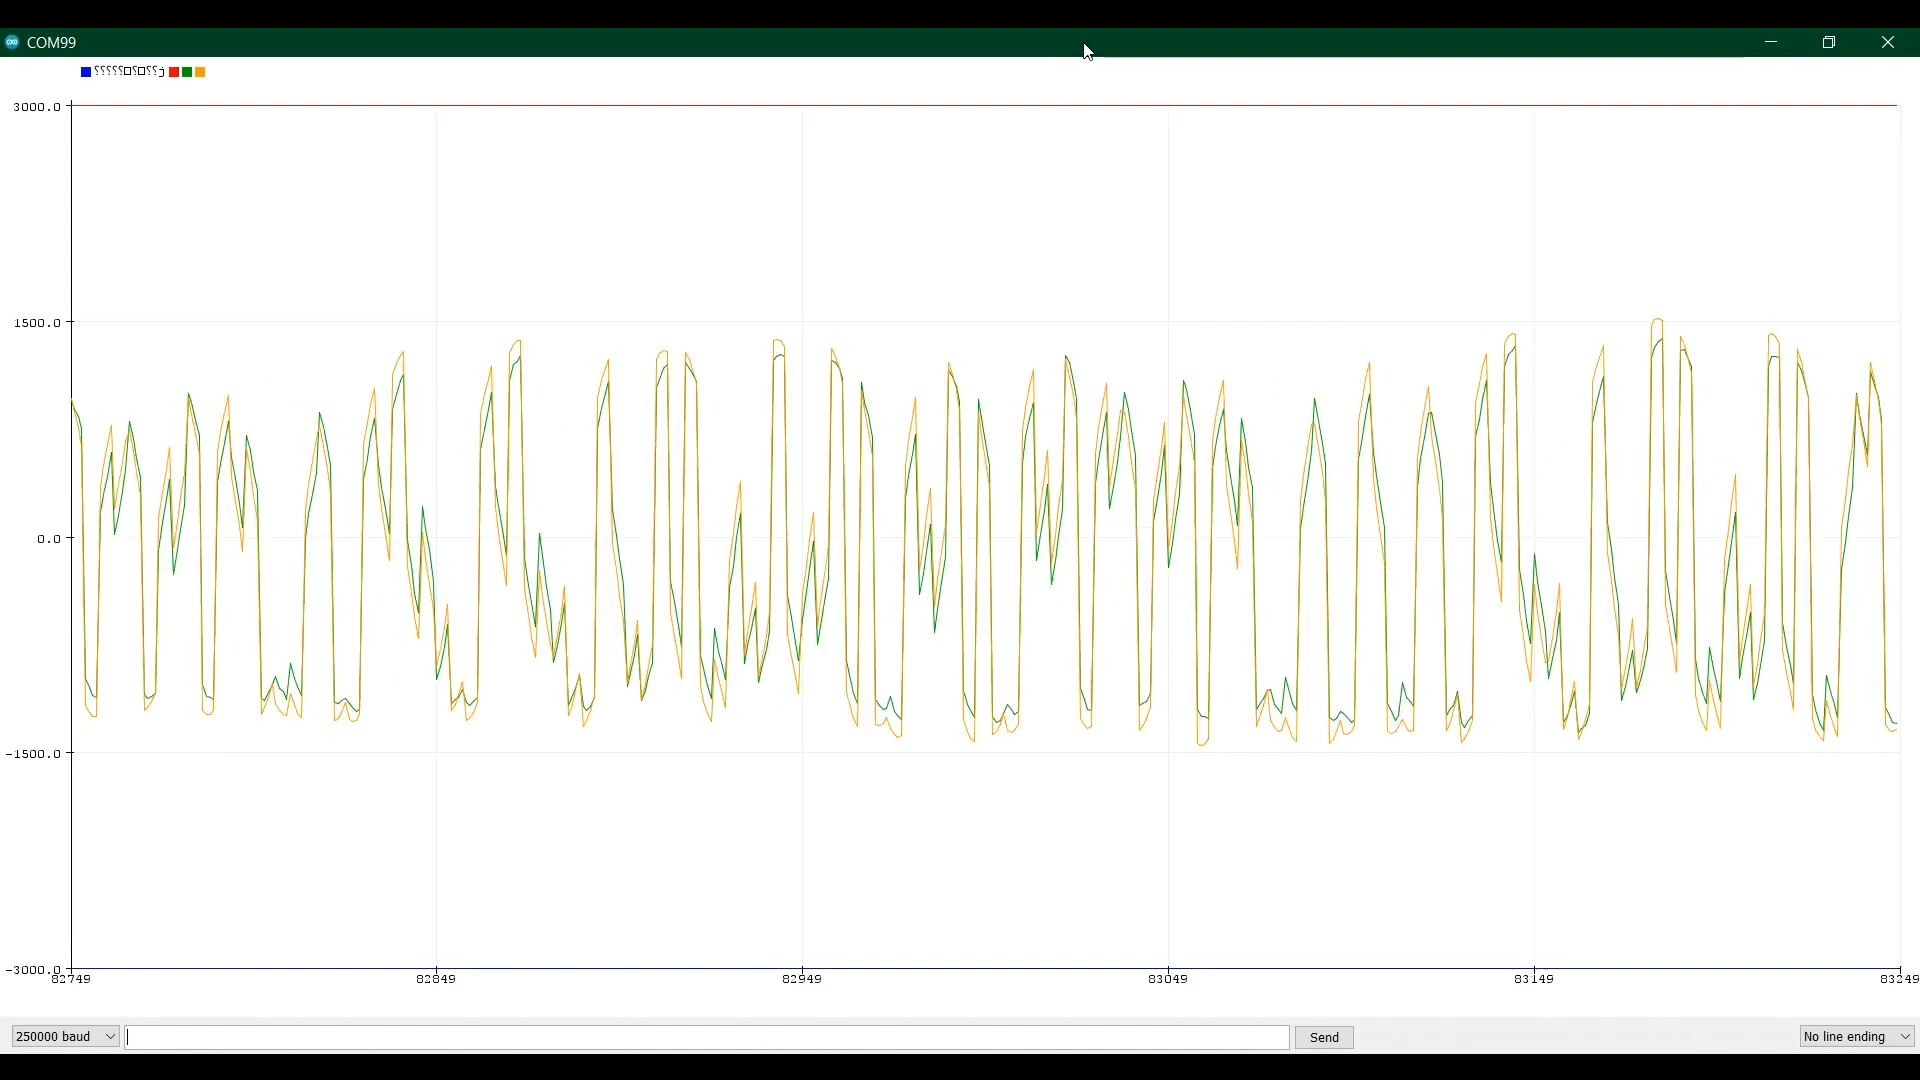 COM99
3000.0
1500.0
0.0
-1500.0
-3000.0
82749 82849 82949 83049 83149 83249
250000 baud Send No line ending